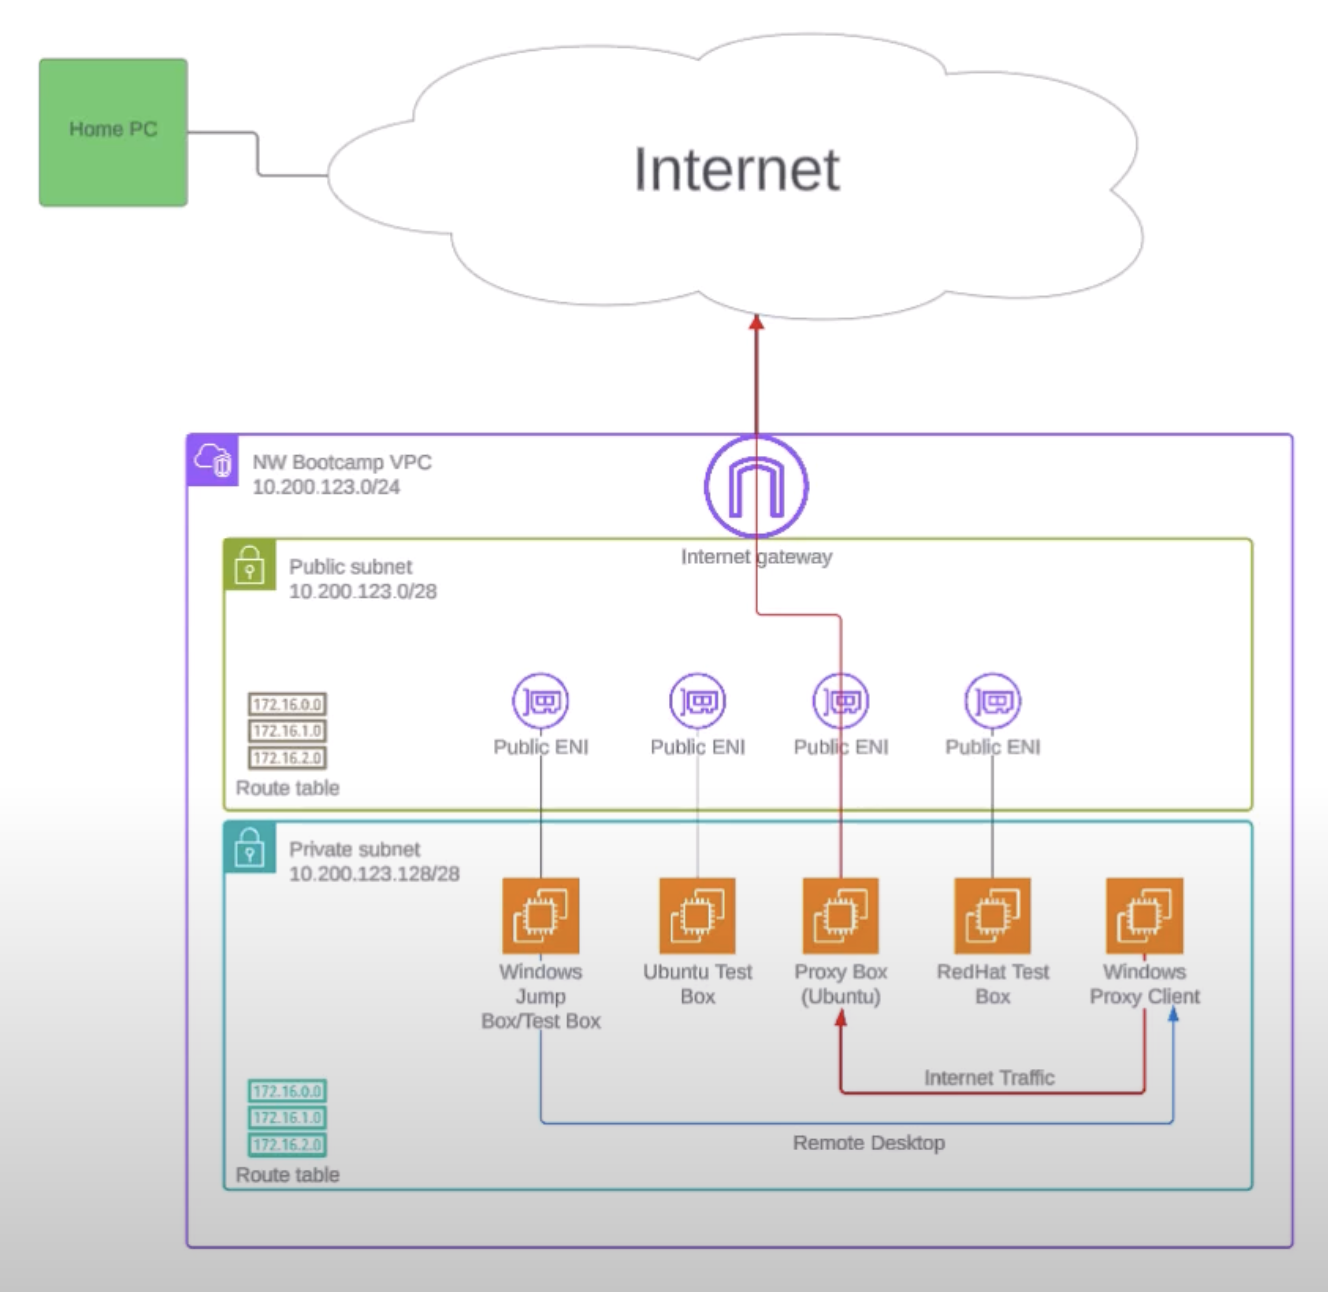 Home PC
Internet
NW Bootcamp VPC
10.200.123.0/24
Internet gateway
Public subnet
10.200.123.0/28
172.16.0.0
172.16.1.0
172.16.2.0
Route table
Public ENI
Public ENI
Public ENI
Public ENI
Private subnet
10.200.123.128/28
Windows
Jump
Box/Test Box
Ubuntu Test
Box
Proxy Box
(Ubuntu)
RedHat Test
Box
Windows
Proxy Client
Internet Traffic
Remote Desktop
172.16.0.0
172.16.1.0
172.16.2.0
Route table